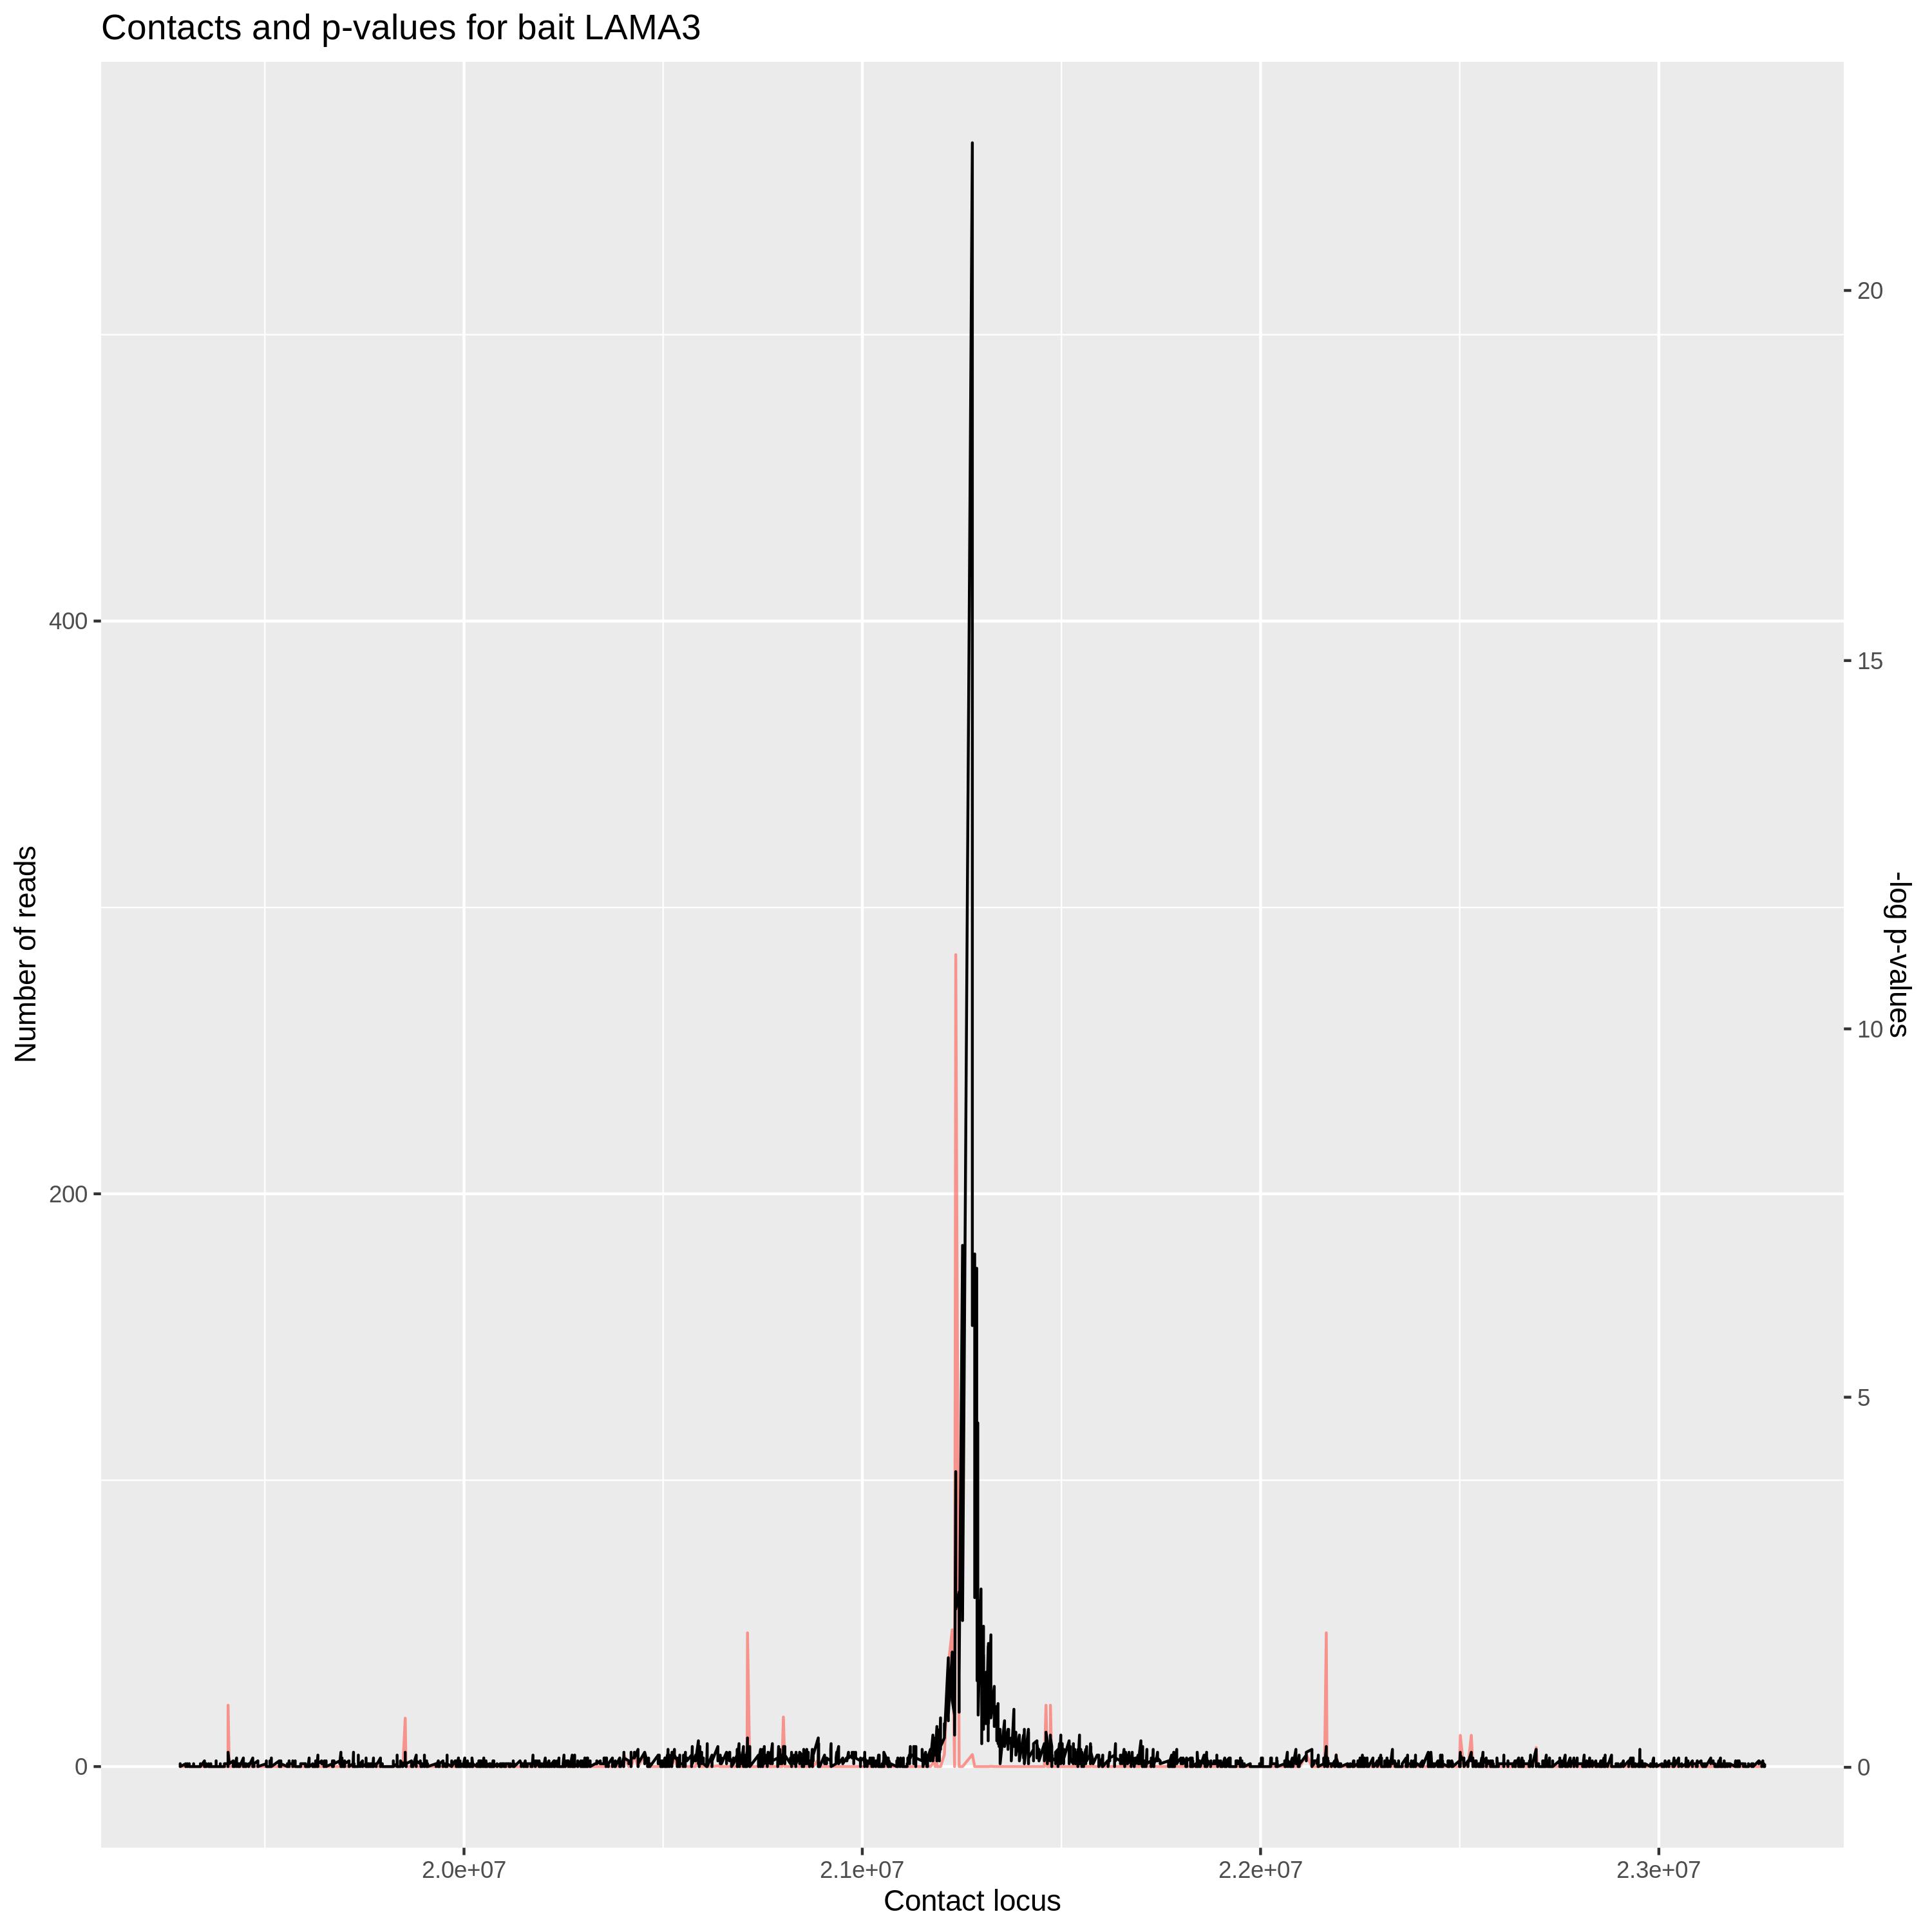 Contacts and p-values for bait LAMA3
Number of reads
400
200
0
20
15
10
5
0
-log p-values
2.0e+07
2.1e+07
2.2e+07
2.3e+07
Contact locus